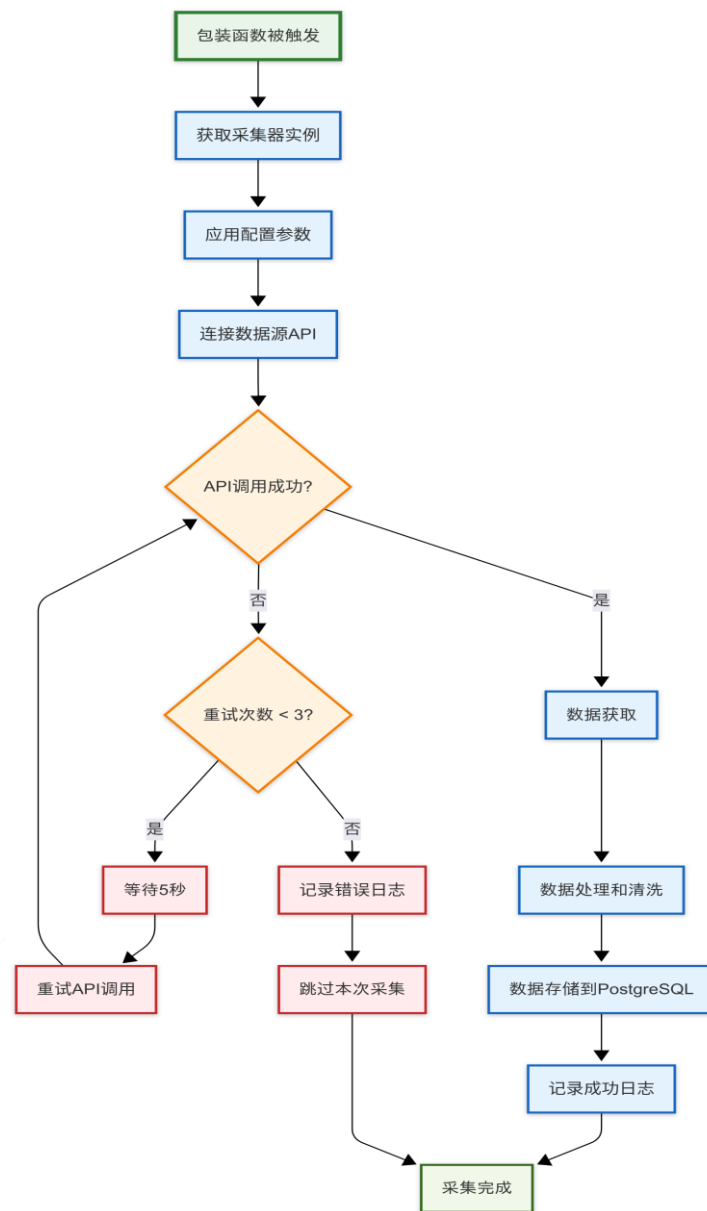 包装函数被触发
获取采集器实例
应用配置参数
连接数据源API
API调用成功?
否
是
重试次数 < 3?
数据获取
是
否
等待5秒
记录错误日志
数据处理和清洗
重试API调用
跳过本次采集
数据存储到PostgreSQL
记录成功日志
采集完成